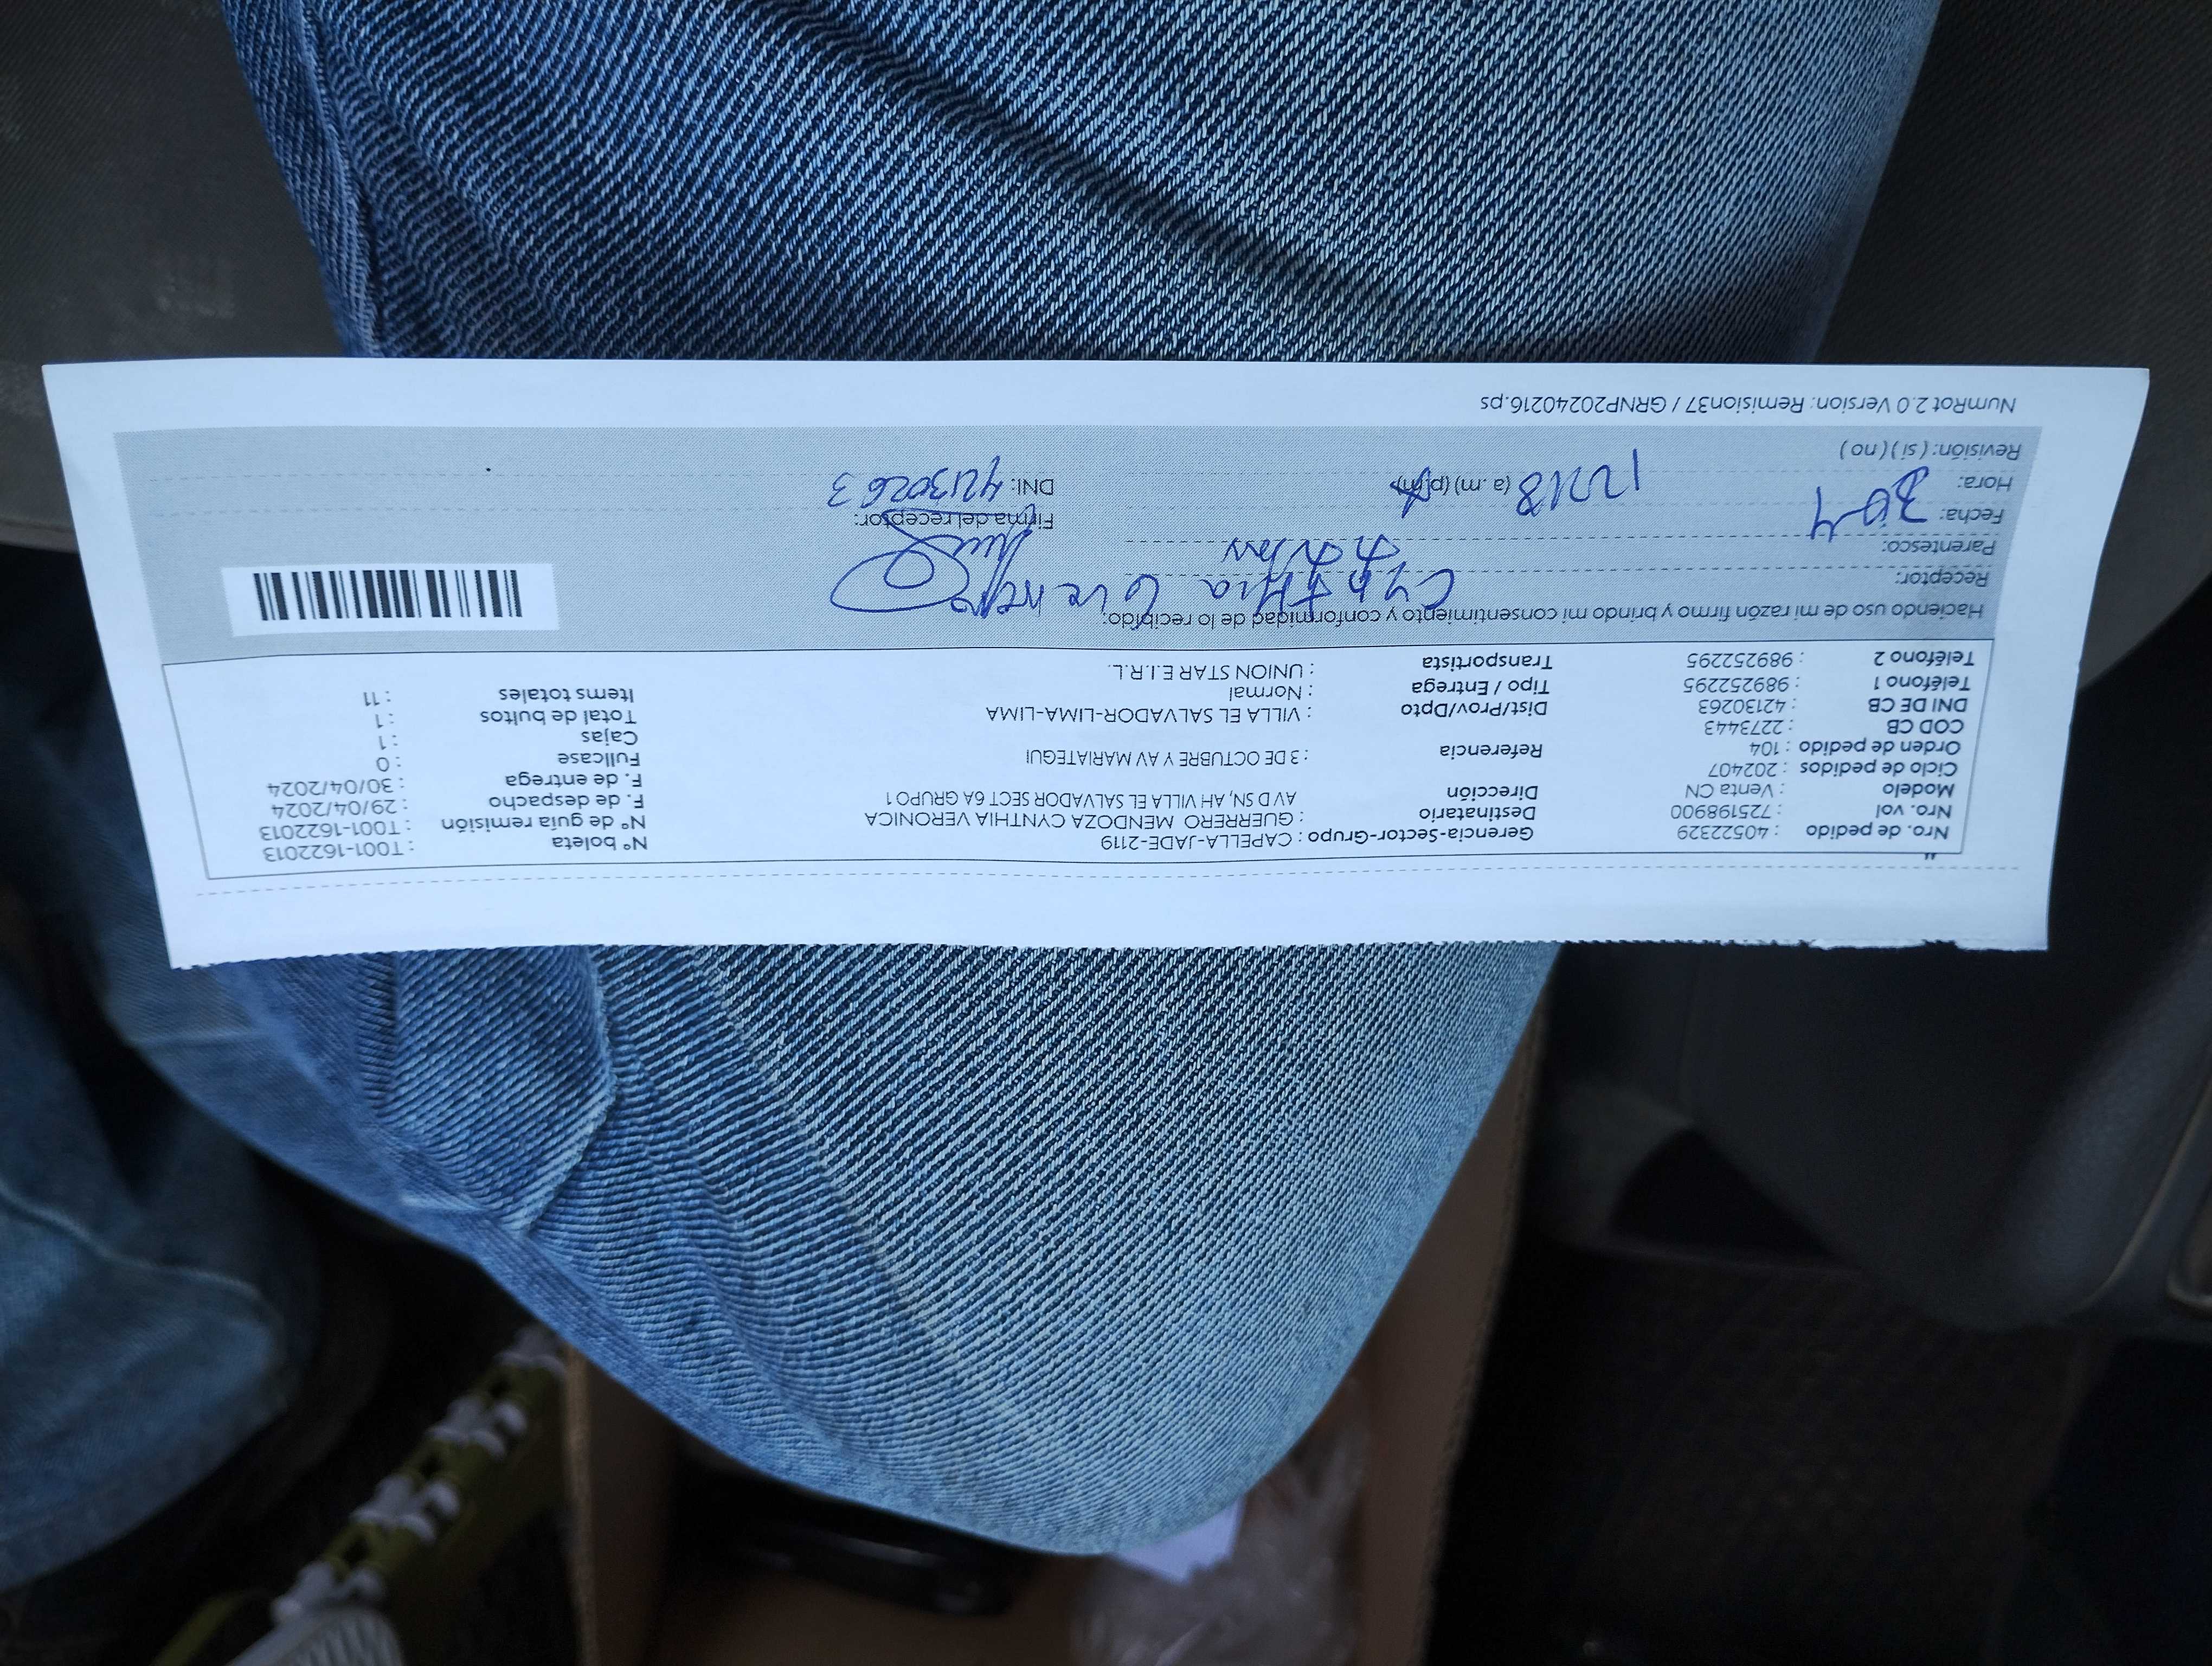 Nro. de pedido : 40522329 Gerencia-Sector-Grupo : CAPELLA-JADE-2119 N° boleta : T001-1622013
Nro. vol : 725198900 Destinatario : GUERRERO MENDOZA CYNTHIA VERONICA N° de guía remisión : T001-1622013
Modelo : Venta CN Dirección AV D SN, AH VILLA EL SALVADOR SECT 6A GRUPO 1 F. de despacho : 29/04/2024
Ciclo de pedidos : 202407 F. de entrega : 30/04/2024
Orden de pedido : 104 Referencia : 3 DE OCTUBRE Y AV MARIATEGUI Fullcase : 0
COD CB : 2273443 Cajas : 1
DNI DE CB : 42130263 Dist/Prov/Dpto : VILLA EL SALVADOR-LIMA-LIMA Total de bultos : 1
Teléfono 1 : 989252295 Tipo / Entrega : Normal Items totales : 11
Teléfono 2 : 989252295 Transportista : UNION STAR E.I.R.L.
Haciendo uso de mi razón firmo y brindo mi consentimiento y conformidad de lo recibido:
Receptor: Cynthia Guerrero
Parentesco: Titular
Fecha: 30-4 Firma del receptor:
Hora: 12:18 (a. m) (p.m) DNI: 42130263
Revisión: ( si ) ( no )
NumRot 2.0 Version: Remision37 / GRNP20240216.ps